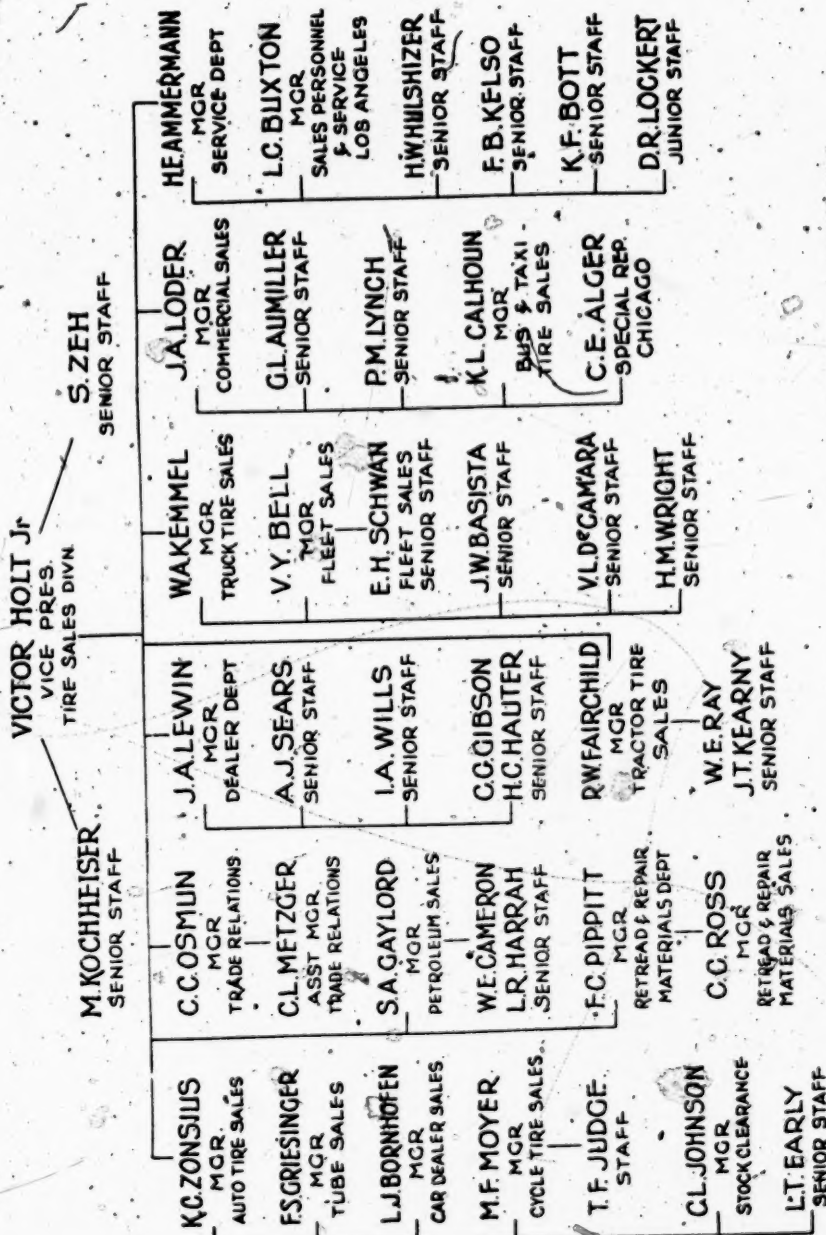 VICTOR HOLT Jr
VICE PRES.
TIRE SALES DIVN.
M. KOCHHEISER
SENIOR STAFF
S. ZEH
SENIOR STAFF
K.C. ZONSIUS
MGR
AUTO TIRE SALES
F.S. GRIESINGER
MGR
TUBE SALES
L.J. BORNHOFEN
MGR
CAR DEALER SALES
M.F. MOYER
MGR
CYCLE TIRE SALES
T.F. JUDGE
STAFF
C.L. JOHNSON
MGR
STOCK CLEARANCE
L.T. EARLY
SENIOR STAFF
C.C. OSMUN
MGR
TRADE RELATIONS
C.L. METZGER
ASST MGR
TRADE RELATIONS
S.A. GAYLORD
MGR
PETROLEUM SALES
W.E. CAMERON
L.R. HARRAH
SENIOR STAFF
F.C. PIPPITT
MGR
RETREAD & REPAIR
MATERIALS DEPT
C.C. ROSS
MGR
RETREAD & REPAIR
MATERIALS SALES
J.A. LEWIN
MGR
DEALER DEPT
A.J. SEARS
SENIOR STAFF
I.A. WILLS
SENIOR STAFF
C.C. GIBSON
H.C. HAUTER
SENIOR STAFF
R.W. FAIRCHILD
MGR
TRACTOR TIRE
SALES
W.E. RAY
J.T. KEARNY
SENIOR STAFF
W.A. KEMMEL
MGR
TRUCK TIRE SALES
V.Y. BELL
MGR
FLEET SALES
E.H. SCHWAN
FLEET SALES
SENIOR STAFF
J.W. BASISTA
SENIOR STAFF
V.L. DeCAMARA
SENIOR STAFF
H.M. WRIGHT
SENIOR STAFF
J.A. LODER
MGR
COMMERCIAL SALES
G.L. AUMILLER
SENIOR STAFF
P.M. LYNCH
SENIOR STAFF
K.L. CALHOUN
MGR
BUS & TAXI
TIRE SALES
C.E. ALGER
SPECIAL REP.
CHICAGO
H.E. AMMERMANN
MGR
SERVICE DEPT
L.C. BUXTON
MGR
SALES PERSONNEL
& SERVICE
LOS ANGELES
H.W. HULSHIZER
SENIOR STAFF
F.B. KELSO
SENIOR STAFF
K.F. BOTT
SENIOR STAFF
D.R. LOCKERT
JUNIOR STAFF